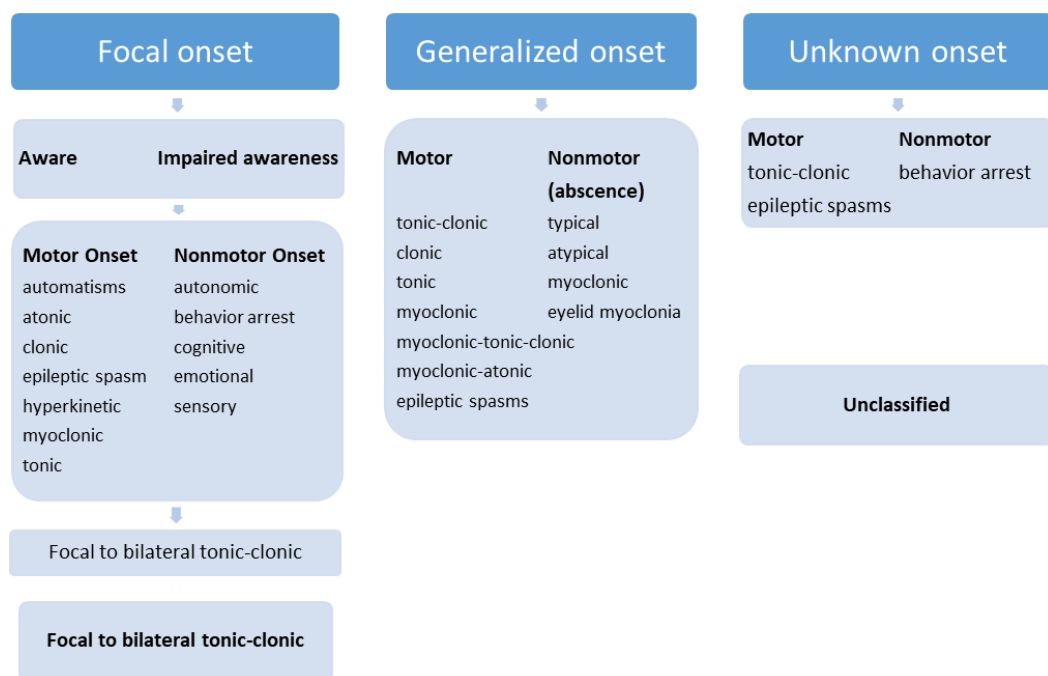 Focal onset
Aware Impaired awareness
Motor Onset Nonmotor Onset
automatisms autonomic
atonic behavior arrest
clonic cognitive
epileptic spasm emotional
hyperkinetic sensory
myoclonic
tonic
Focal to bilateral tonic-clonic
Focal to bilateral tonic-clonic
Generalized onset
Motor Nonmotor
(abscence)
tonic-clonic typical
clonic atypical
tonic myoclonic
myoclonic eyelid myoclonia
myoclonic-tonic-clonic
myoclonic-atonic
epileptic spasms
Unknown onset
Motor Nonmotor
tonic-clonic behavior arrest
epileptic spasms
Unclassified